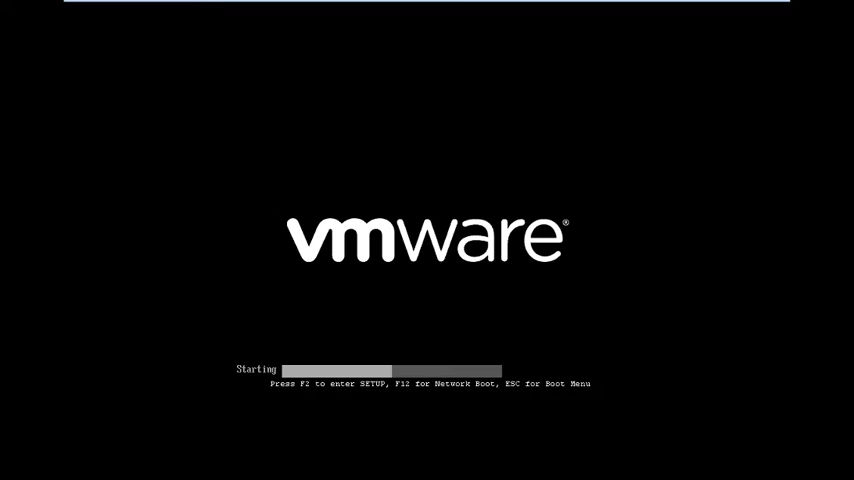 vmware®
Starting
Press F2 to enter SETUP, F12 for Network Boot, ESC for Boot Menu